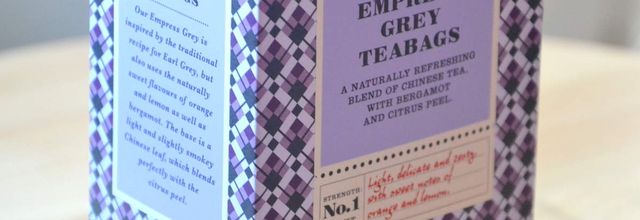 GS
Our Empress Grey is
inspired by the traditional
recipe for Earl Grey, but
also uses the naturally
sweet flavours of orange
and lemon as well as
bergamot. The base is a
light and slightly smokey
Chinese leaf, which blends
perfectly with the
citrus peel.
EMPRESS
GREY
TEABAGS
A NATURALLY REFRESHING
BLEND OF CHINESE TEA,
WITH BERGAMOT
AND CITRUS PEEL.
STRENGTH:
No.1
Light, delicate and zesty...
with sweet notes of
orange and lemon.